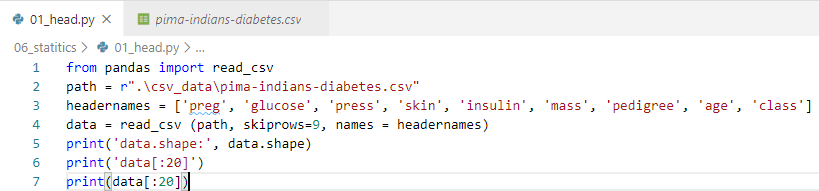 01_head.py pima-indians-diabetes.csv
06_statitics > 01_head.py > ...
1 from pandas import read_csv
2 path = r".\csv_data\pima-indians-diabetes.csv"
3 headernames = ['preg', 'glucose', 'press', 'skin', 'insulin', 'mass', 'pedigree', 'age', 'class']
4 data = read_csv (path, skiprows=9, names = headernames)
5 print('data.shape:', data.shape)
6 print('data[:20]')
7 print(data[:20])